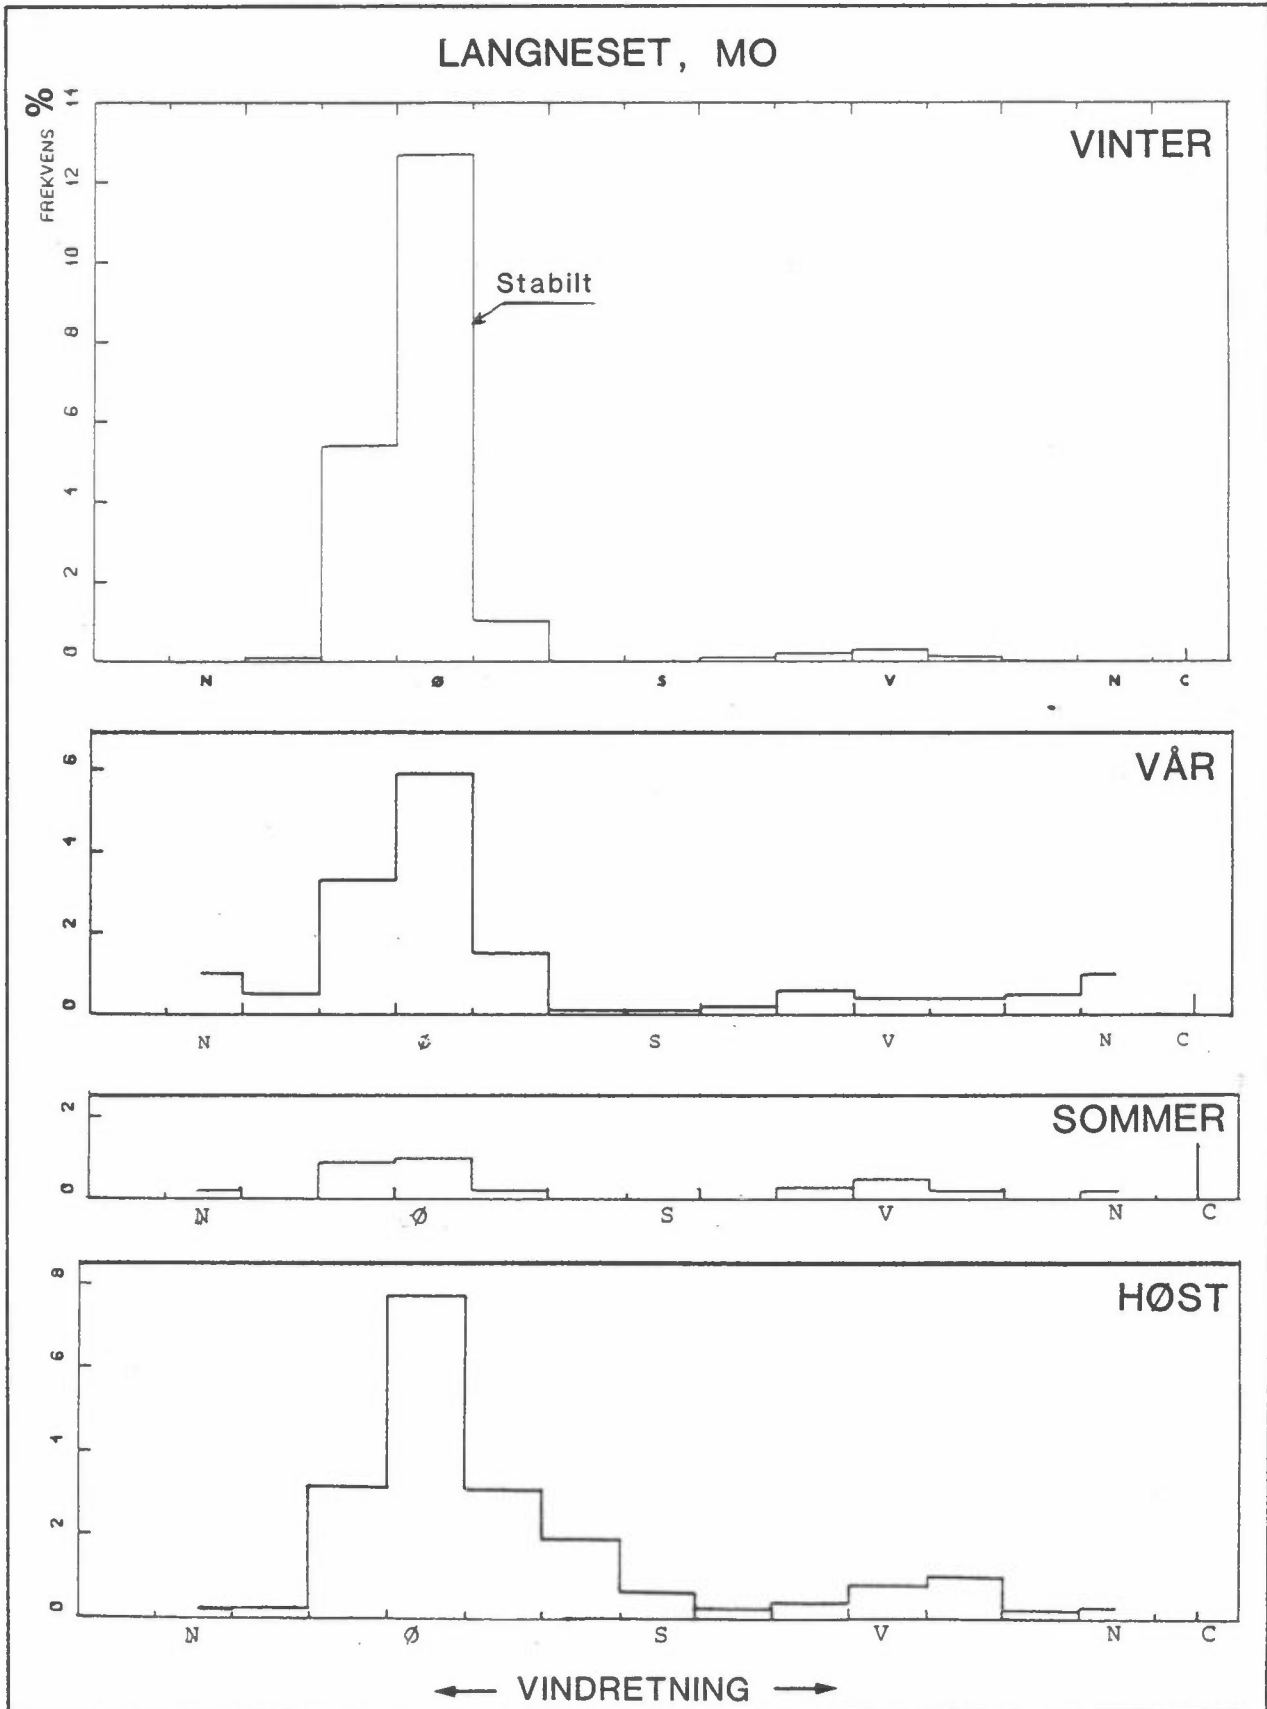 LANGNESET, MO
VINTER
FREKVENS %
14
12
10
8
6
4
2
0
Stabilt
N Ø S V N C
VÅR
6
4
2
0
N Ø S V N C
SOMMER
2
0
N Ø S V N C
HØST
8
6
4
2
0
N Ø S V N C
← VINDRETNING →